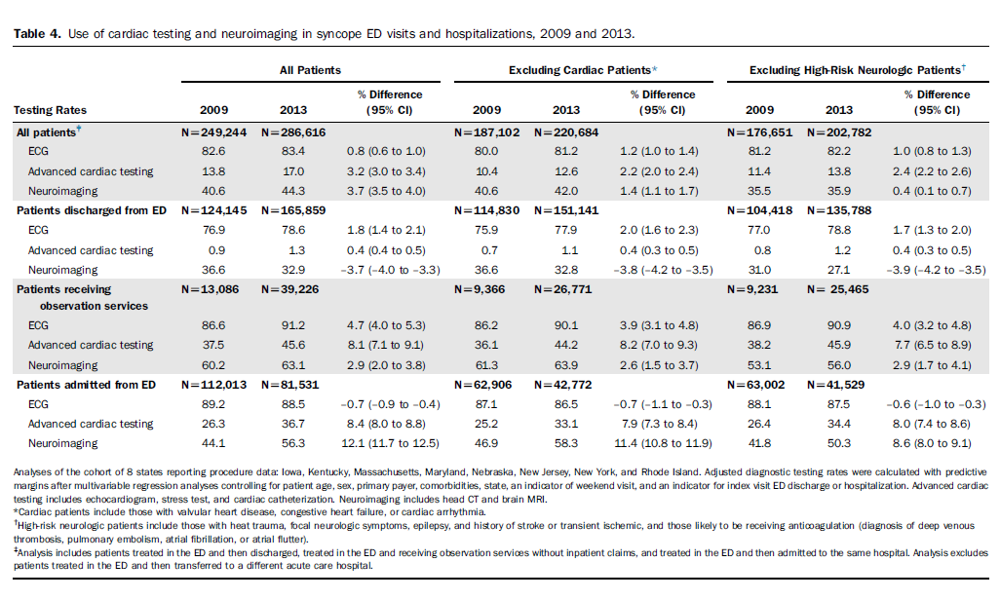 Table 4. Use of cardiac testing and neuroimaging in syncope ED visits and hospitalizations, 2009 and 2013.
All Patients Excluding Cardiac Patients* Excluding High-Risk Neurologic Patients†
% Difference % Difference % Difference
Testing Rates 2009 2013 (95% CI) 2009 2013 (95% CI) 2009 2013 (95% CI)
All patients‡ N=249,244 N=286,616 N=187,102 N=220,684 N=176,651 N=202,782
ECG 82.6 83.4 0.8 (0.6 to 1.0) 80.0 81.2 1.2 (1.0 to 1.4) 81.2 82.2 1.0 (0.8 to 1.3)
Advanced cardiac testing 13.8 17.0 3.2 (3.0 to 3.4) 10.4 12.6 2.2 (2.0 to 2.4) 11.4 13.8 2.4 (2.2 to 2.6)
Neuroimaging 40.6 44.3 3.7 (3.5 to 4.0) 40.6 42.0 1.4 (1.1 to 1.7) 35.5 35.9 0.4 (0.1 to 0.7)
Patients discharged from ED N=124,145 N=165,859 N=114,830 N=151,141 N=104,418 N=135,788
ECG 76.9 78.6 1.8 (1.4 to 2.1) 75.9 77.9 2.0 (1.6 to 2.3) 77.0 78.8 1.7 (1.3 to 2.0)
Advanced cardiac testing 0.9 1.3 0.4 (0.4 to 0.5) 0.7 1.1 0.4 (0.3 to 0.5) 0.8 1.2 0.4 (0.3 to 0.5)
Neuroimaging 36.6 32.9 –3.7 (–4.0 to –3.3) 36.6 32.8 –3.8 (–4.2 to –3.5) 31.0 27.1 –3.9 (–4.2 to –3.5)
Patients receiving N=13,086 N=39,226 N=9,366 N=26,771 N=9,231 N= 25,465
observation services
ECG 86.6 91.2 4.7 (4.0 to 5.3) 86.2 90.1 3.9 (3.1 to 4.8) 86.9 90.9 4.0 (3.2 to 4.8)
Advanced cardiac testing 37.5 45.6 8.1 (7.1 to 9.1) 36.1 44.2 8.2 (7.0 to 9.3) 38.2 45.9 7.7 (6.5 to 8.9)
Neuroimaging 60.2 63.1 2.9 (2.0 to 3.8) 61.3 63.9 2.6 (1.5 to 3.7) 53.1 56.0 2.9 (1.7 to 4.1)
Patients admitted from ED N=112,013 N=81,531 N=62,906 N=42,772 N=63,002 N=41,529
ECG 89.2 88.5 –0.7 (–0.9 to –0.4) 87.1 86.5 –0.7 (–1.1 to –0.3) 88.1 87.5 –0.6 (–1.0 to –0.3)
Advanced cardiac testing 26.3 36.7 8.4 (8.0 to 8.8) 25.2 33.1 7.9 (7.3 to 8.4) 26.4 34.4 8.0 (7.4 to 8.6)
Neuroimaging 44.1 56.3 12.1 (11.7 to 12.5) 46.9 58.3 11.4 (10.8 to 11.9) 41.8 50.3 8.6 (8.0 to 9.1)
Analyses of the cohort of 8 states reporting procedure data: Iowa, Kentucky, Massachusetts, Maryland, Nebraska, New Jersey, New York, and Rhode Island. Adjusted diagnostic testing rates were calculated with predictive
margins after multivariable regression analyses controlling for patient age, sex, primary payer, comorbidities, state, an indicator of weekend visit, and an indicator for index visit ED discharge or hospitalization. Advanced cardiac
testing includes echocardiogram, stress test, and cardiac catheterization. Neuroimaging includes head CT and brain MRI.
*Cardiac patients include those with valvular heart disease, congestive heart failure, or cardiac arrhythmia.
†High-risk neurologic patients include those with heat trauma, focal neurologic symptoms, epilepsy, and history of stroke or transient ischemic, and those likely to be receiving anticoagulation (diagnosis of deep venous
thrombosis, pulmonary embolism, atrial fibrillation, or atrial flutter).
‡Analysis includes patients treated in the ED and then discharged, treated in the ED and receiving observation services without inpatient claims, and treated in the ED and then admitted to the same hospital. Analysis excludes
patients treated in the ED and then transferred to a different acute care hospital.